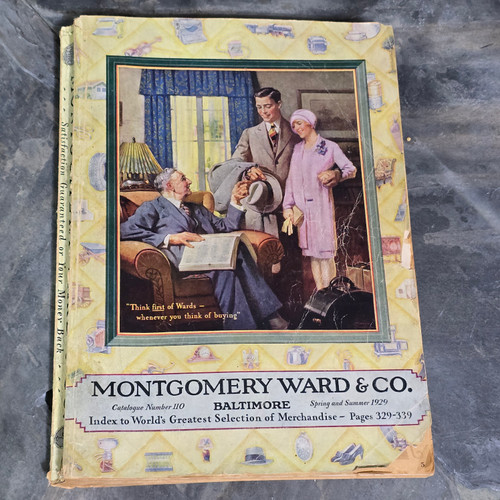 Satisfaction Guaranteed or Your Money Back
"Think first of Wards –
whenever you think of buying"
MONTGOMERY WARD & CO.
Catalogue Number 110 BALTIMORE Spring and Summer 1929
Index to World's Greatest Selection of Merchandise – Pages 329-339